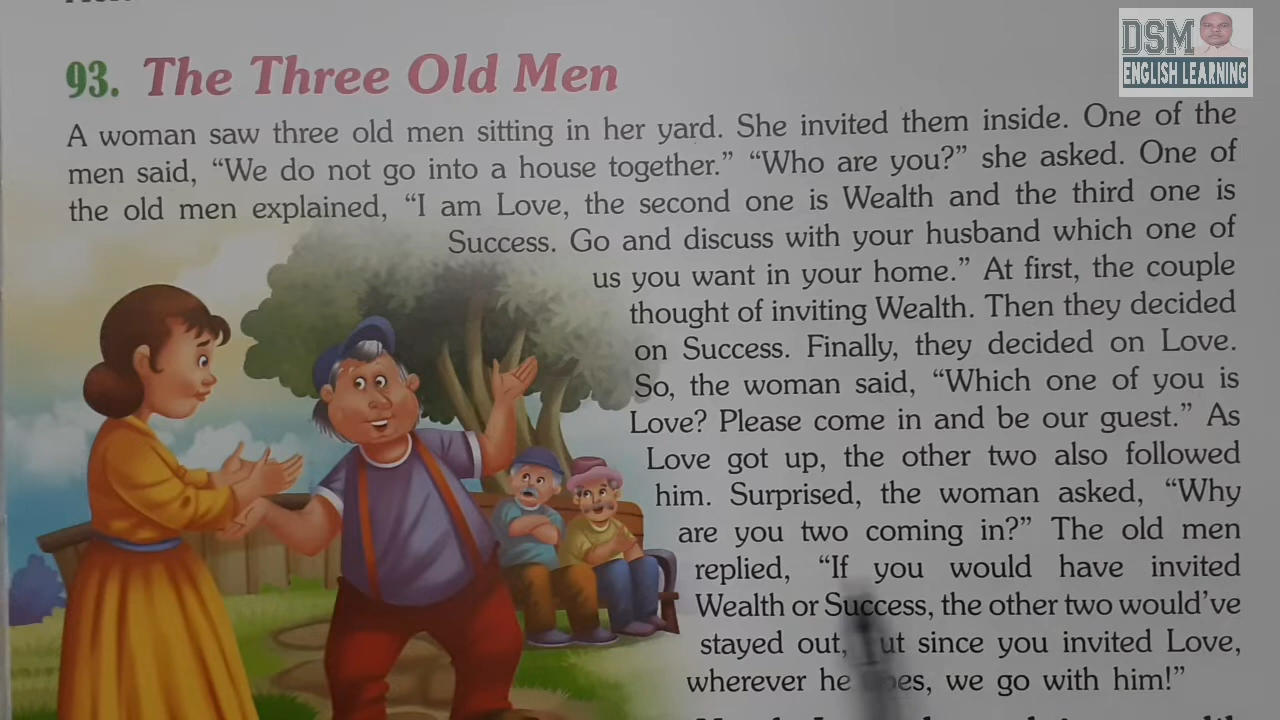 DSM
ENGLISH LEARNING
93. The Three Old Men
A woman saw three old men sitting in her yard. She invited them inside. One of the
men said, “We do not go into a house together.” “Who are you?” she asked. One of
the old men explained, “I am Love, the second one is Wealth and the third one is
Success. Go and discuss with your husband which one of
us you want in your home.” At first, the couple
thought of inviting Wealth. Then they decided
on Success. Finally, they decided on Love.
So, the woman said, “Which one of you is
Love? Please come in and be our guest.” As
Love got up, the other two also followed
him. Surprised, the woman asked, “Why
are you two coming in?” The old men
replied, “If you would have invited
Wealth or Success, the other two would’ve
stayed out, but since you invited Love,
wherever he goes, we go with him!”